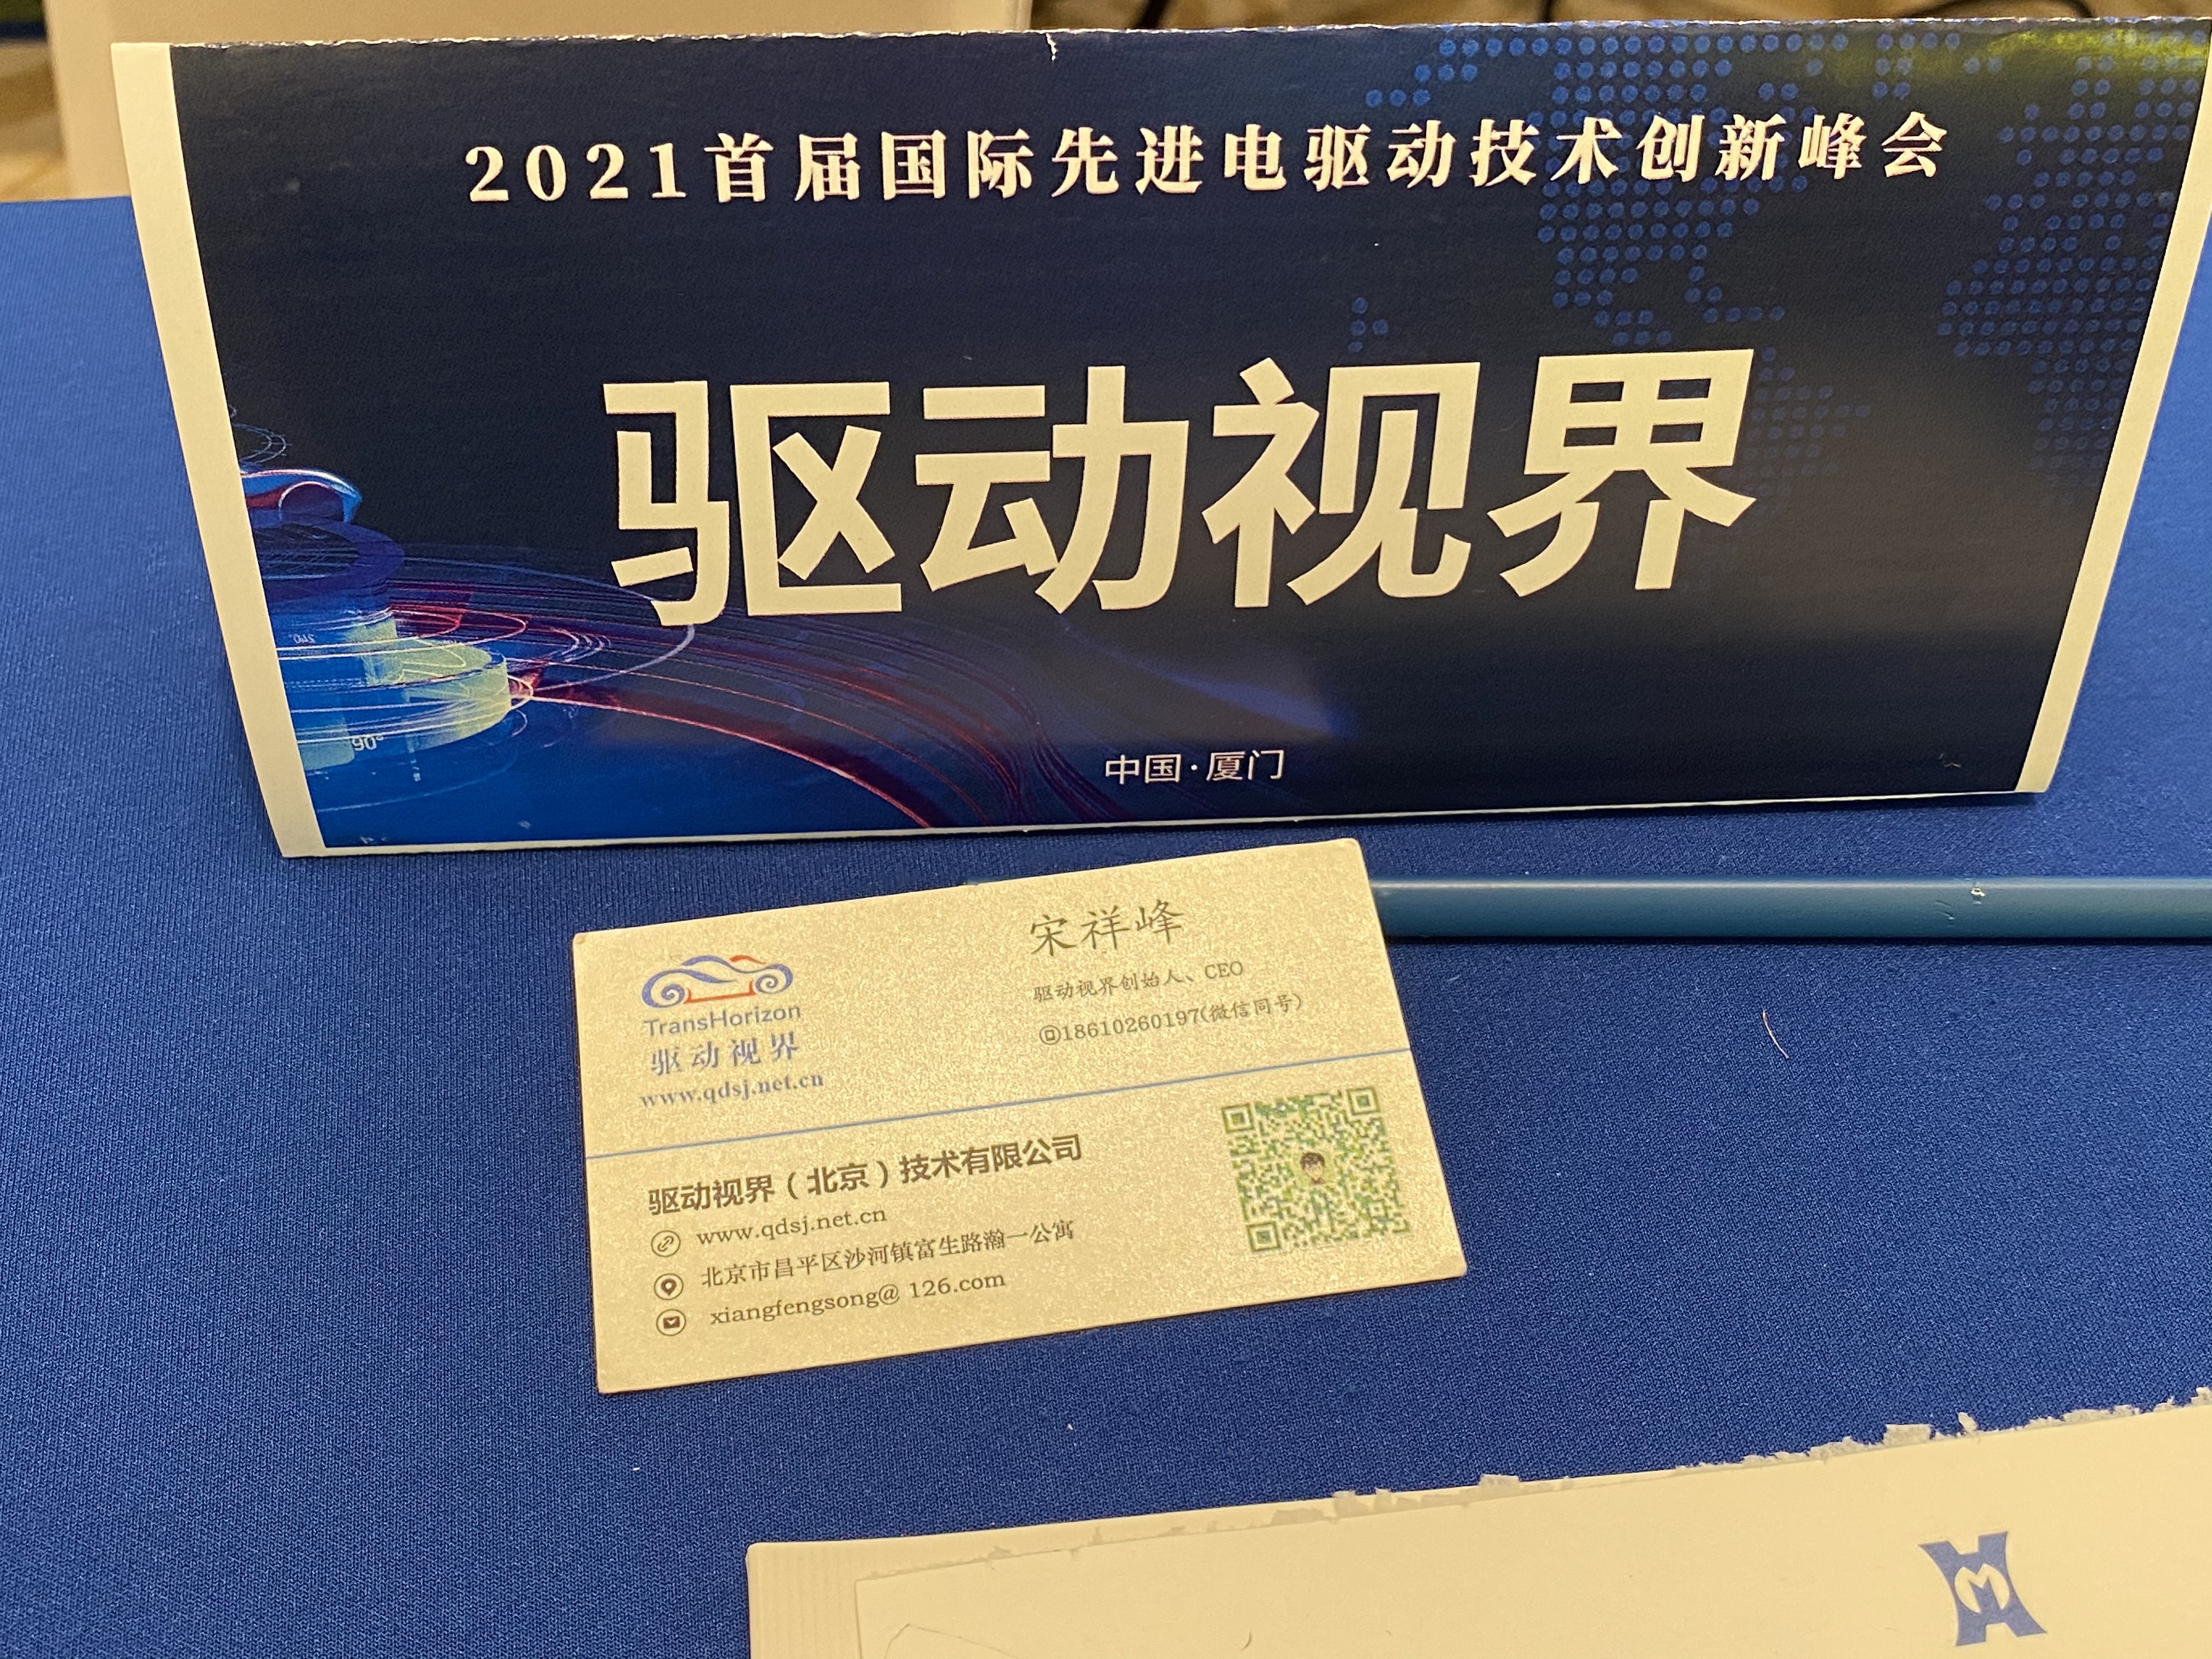 2021首届国际先进电驱动技术创新峰会
驱动视界
90°
中国·厦门
宋祥峰
驱动视界创始人、CEO
18610260197(微信同号)
TransHorizon
驱动视界
www.qdsj.net.cn
驱动视界（北京）技术有限公司
www.qdsj.net.cn
北京市昌平区沙河镇富生路瀚一公寓
xiangfengsong@ 126.com